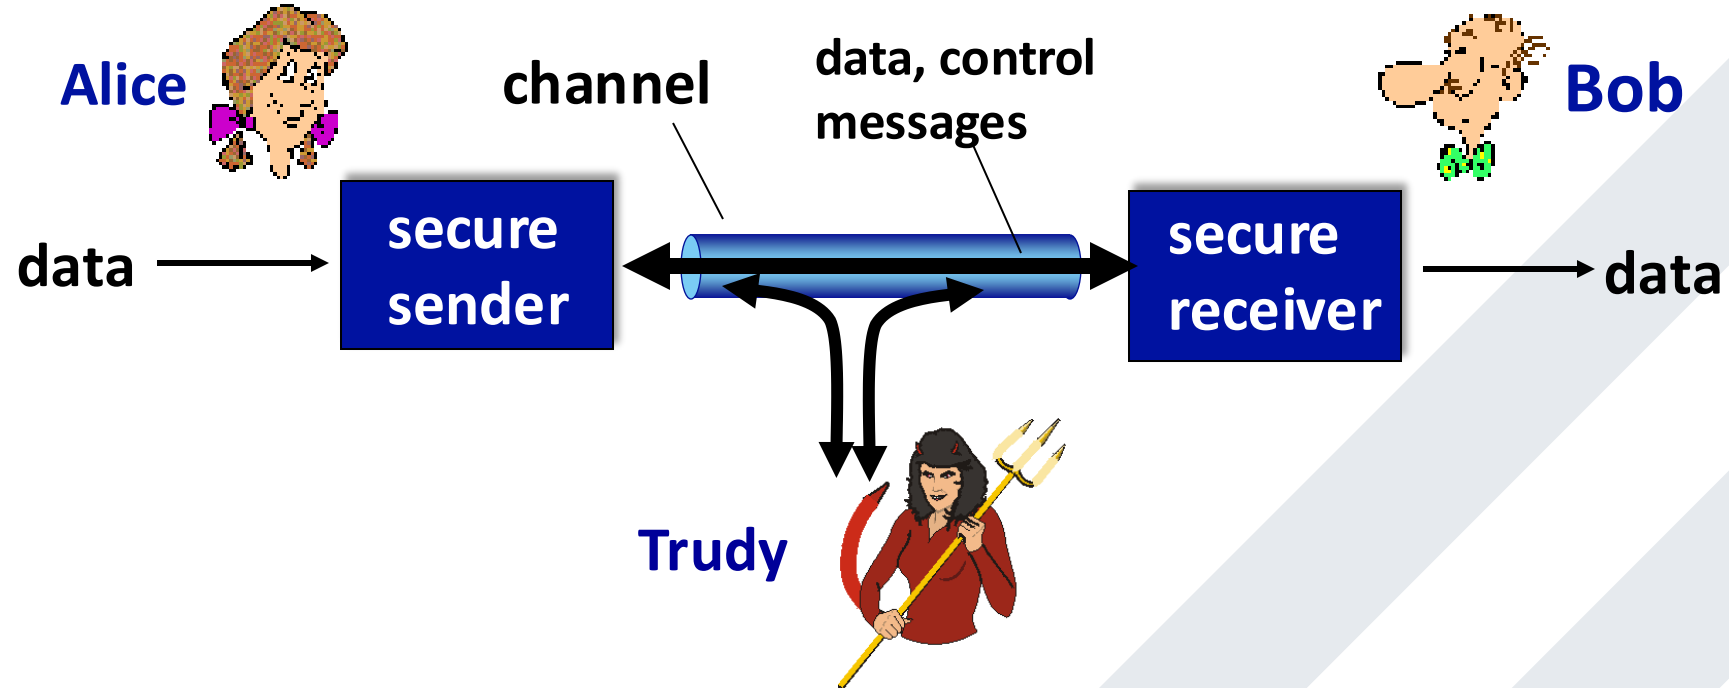 Alice
channel
data, control
messages
Bob
data
secure
sender
secure
receiver
data
Trudy